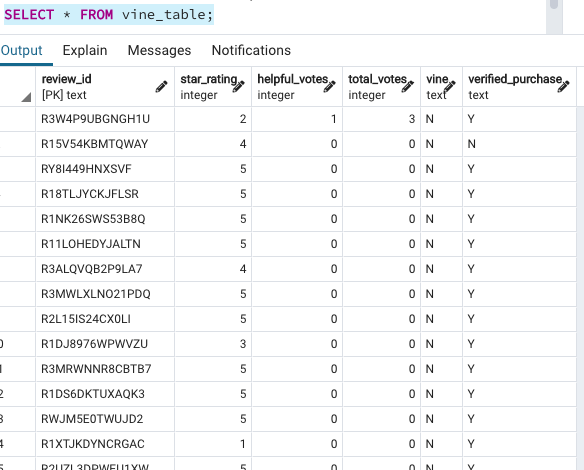 SELECT * FROM vine_table;
Output Explain Messages Notifications
review_id star_rating helpful_votes total_votes vine verified_purchase
[PK] text integer integer integer text text
R3W4P9UBGNGH1U 2 1 3 N Y
R15V54KBMTQWAY 4 0 0 N N
RY8I449HNXSVF 5 0 0 N Y
R18TLJYCKJFLSR 5 0 0 N Y
R1NK26SWS53B8Q 5 0 0 N Y
R11LOHEDYJALTN 5 0 0 N Y
R3ALQVQB2P9LA7 4 0 0 N Y
R3MWLXLNO21PDQ 5 0 0 N Y
R2L15IS24CX0LI 5 0 0 N Y
0 R1DJ8976WPWVZU 3 0 0 N Y
1 R3MRWNNR8CBTB7 5 0 0 N Y
2 R1DS6DKTUXAQK3 5 0 0 N Y
3 RWJM5E0TWUJD2 5 0 0 N Y
4 R1XTJKDYNCRGAC 1 0 0 N Y
5 0 0 N Y